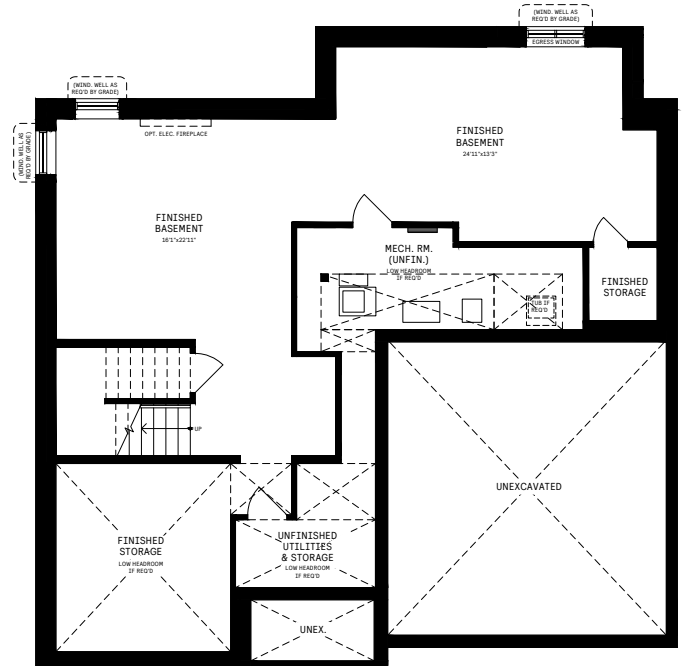 (WIND. WELL AS
REQ'D BY GRADE)
EGRESS WINDOW
(WIND. WELL AS
REQ'D BY GRADE)
OPT. ELEC. FIREPLACE
(WIND. WELL AS
REQ'D BY GRADE)
FINISHED
BASEMENT
24'11"x13'3"
FINISHED
BASEMENT
16'1"x22'11"
MECH. RM.
(UNFIN.)
LOW HEADROOM
IF REQ'D
FINISHED
STORAGE
TUB IF
REQ'D
UP
UNEXCAVATED
FINISHED
STORAGE
LOW HEADROOM
IF REQ'D
UNFINISHED
UTILITIES
& STORAGE
LOW HEADROOM
IF REQ'D
UNEX.